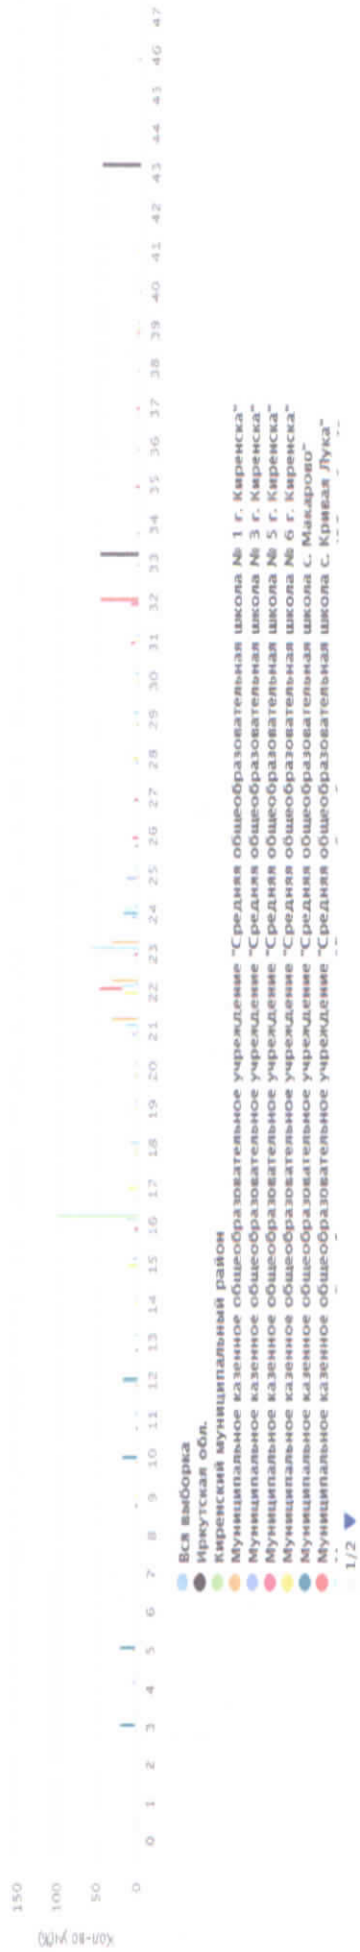 Кол-во уч(%)
150
100
50
0
0 1 2 3 4 5 6 7 8 9 10 11 12 13 14 15 16 17 18 19 20 21 22 23 24 25 26 27 28 29 30 31 32 33 34 35 36 37 38 39 40 41 42 43 44 45 46 47
Вся выборка
Иркутская обл.
Киренский муниципальный район
Муниципальное казенное общеобразовательное учреждение "Средняя общеобразовательная школа № 1 г. Киренска"
Муниципальное казенное общеобразовательное учреждение "Средняя общеобразовательная школа № 3 г. Киренска"
Муниципальное казенное общеобразовательное учреждение "Средняя общеобразовательная школа № 5 г. Киренска"
Муниципальное казенное общеобразовательное учреждение "Средняя общеобразовательная школа № 6 г. Киренска"
Муниципальное казенное общеобразовательное учреждение "Средняя общеобразовательная школа с. Макарово"
Муниципальное казенное общеобразовательное учреждение "Средняя общеобразовательная школа с. Кривая Лука"
1/2